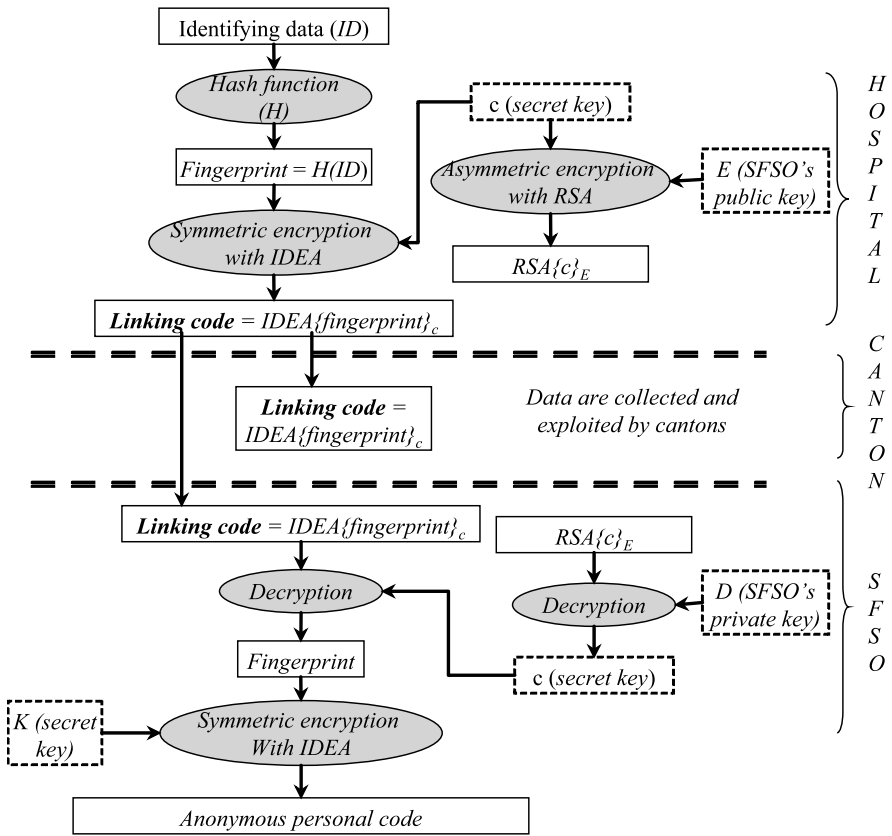 Identifying data (ID)
Hash function
(H)
c (secret key)
Fingerprint = H(ID)
Asymmetric encryption
with RSA
E (SFSO's
public key)
Symmetric encryption
with IDEA
RSA{c}E
Linking code = IDEA{fingerprint}c
H
O
S
P
I
T
A
L
Linking code =
IDEA{fingerprint}c
Data are collected and
exploited by cantons
C
A
N
T
O
N
Linking code = IDEA{fingerprint}c
RSA{c}E
Decryption
Decryption
D (SFSO's
private key)
Fingerprint
c (secret key)
K (secret
key)
Symmetric encryption
With IDEA
Anonymous personal code
S
F
S
O